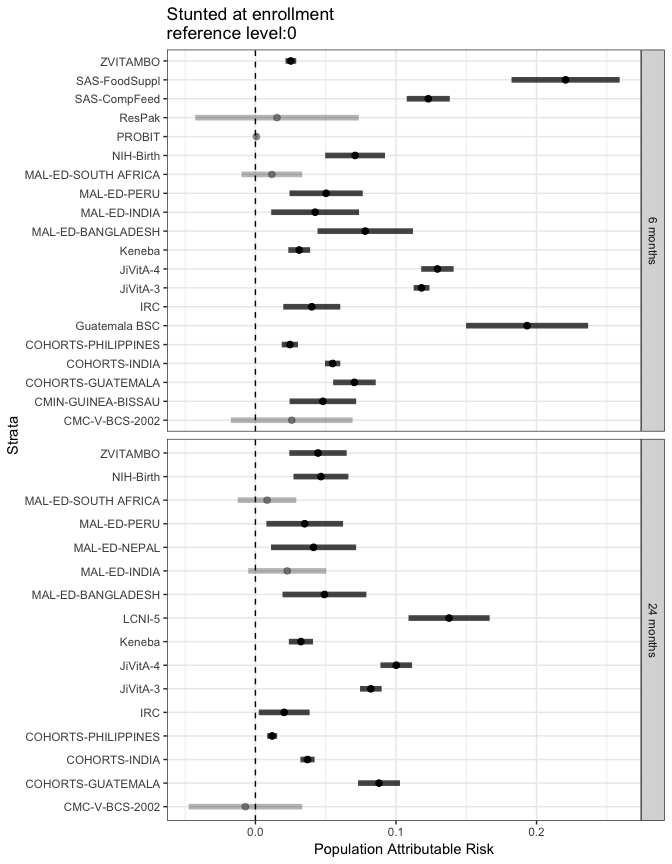 Stunted at enrollment
reference level:0
ZVITAMBO
SAS-FoodSuppl
SAS-CompFeed
ResPak
PROBIT
NIH-Birth
MAL-ED-SOUTH AFRICA
MAL-ED-PERU
MAL-ED-INDIA
MAL-ED-BANGLADESH
Keneba
JiVitA-4
JiVitA-3
IRC
Guatemala BSC
COHORTS-PHILIPPINES
COHORTS-INDIA
COHORTS-GUATEMALA
CMIN-GUINEA-BISSAU
CMC-V-BCS-2002
6 months
Strata
ZVITAMBO
NIH-Birth
MAL-ED-SOUTH AFRICA
MAL-ED-PERU
MAL-ED-NEPAL
MAL-ED-INDIA
MAL-ED-BANGLADESH
LCNI-5
Keneba
JiVitA-4
JiVitA-3
IRC
COHORTS-PHILIPPINES
COHORTS-INDIA
COHORTS-GUATEMALA
CMC-V-BCS-2002
24 months
0.0 0.1 0.2
Population Attributable Risk